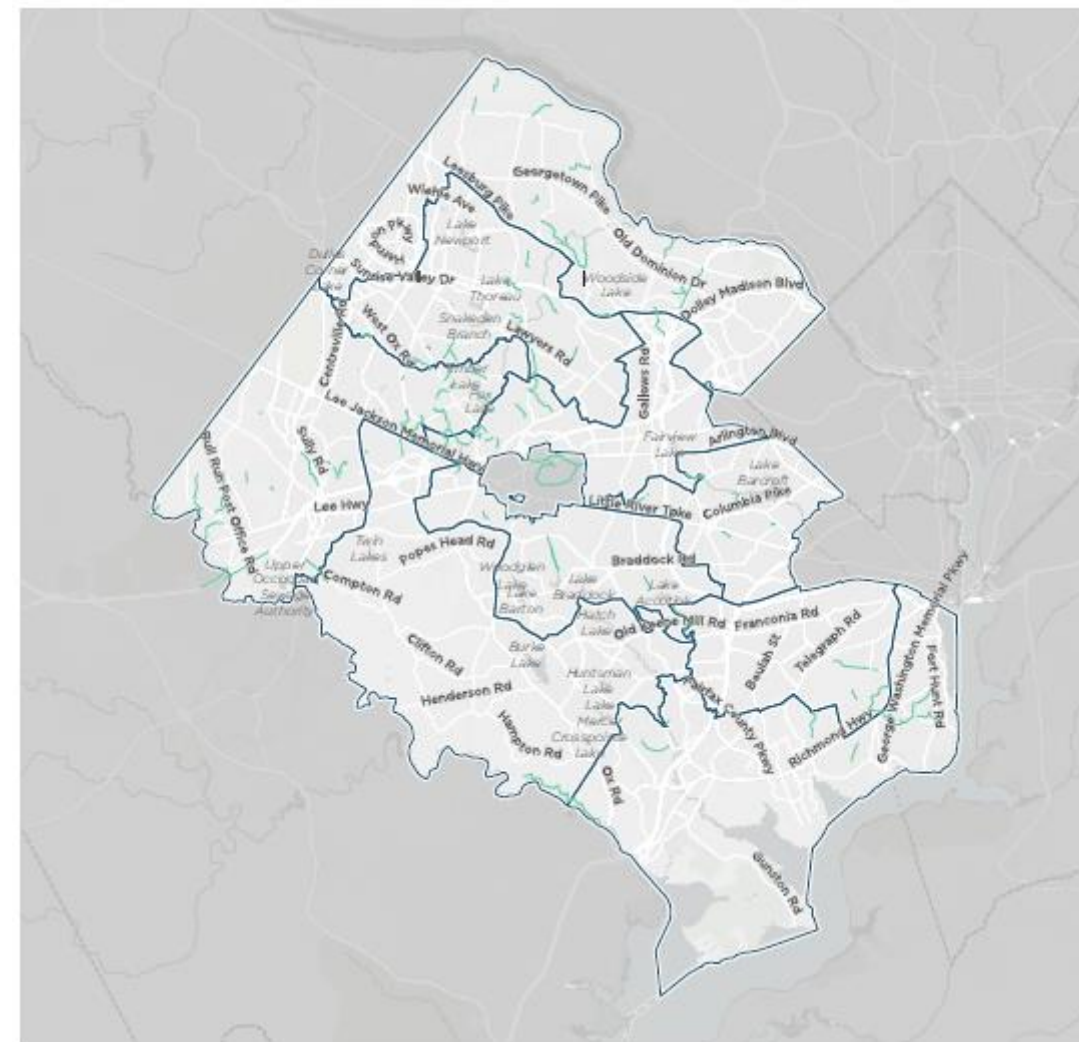 Leesburg Pike
Georgetown Pike
Wiehle Ave
Lake
Newport
Old Dominion Dr
Dolley Madison Blvd
Woodside
Lake
Sunrise Valley Dr
Lake
Thoreau
Snakeden
Branch
Lawyers Rd
West Ox Rd
Centreville Rd
Gallows Rd
Lee Jackson Memorial Hwy
Fairview
Lake
Arlington Blvd
Lake
Barcroft
Columbia Pike
Little River Tpke
Sully Rd
Bull Run Post Office Rd
Lee Hwy
Twin
Lakes
Popes Head Rd
Braddock Rd
Woodglen
Lake
Lake
Barton
Lake
Braddock
Lake
Accotink
Upper
Authority
Compton Rd
Hatch
Lake
Old Keene Mill Rd
Franconia Rd
Beulah St
Telegraph Rd
George Washington Memorial Pkwy
Fort Hunt Rd
Clifton Rd
Burke
Lake
Henderson Rd
Huntsman
Lake
Lake
Mercer
Crosspointe
Lake
Hampton Rd
Fairfax County Pkwy
Richmond Hwy
Ox Rd
Gunston Rd